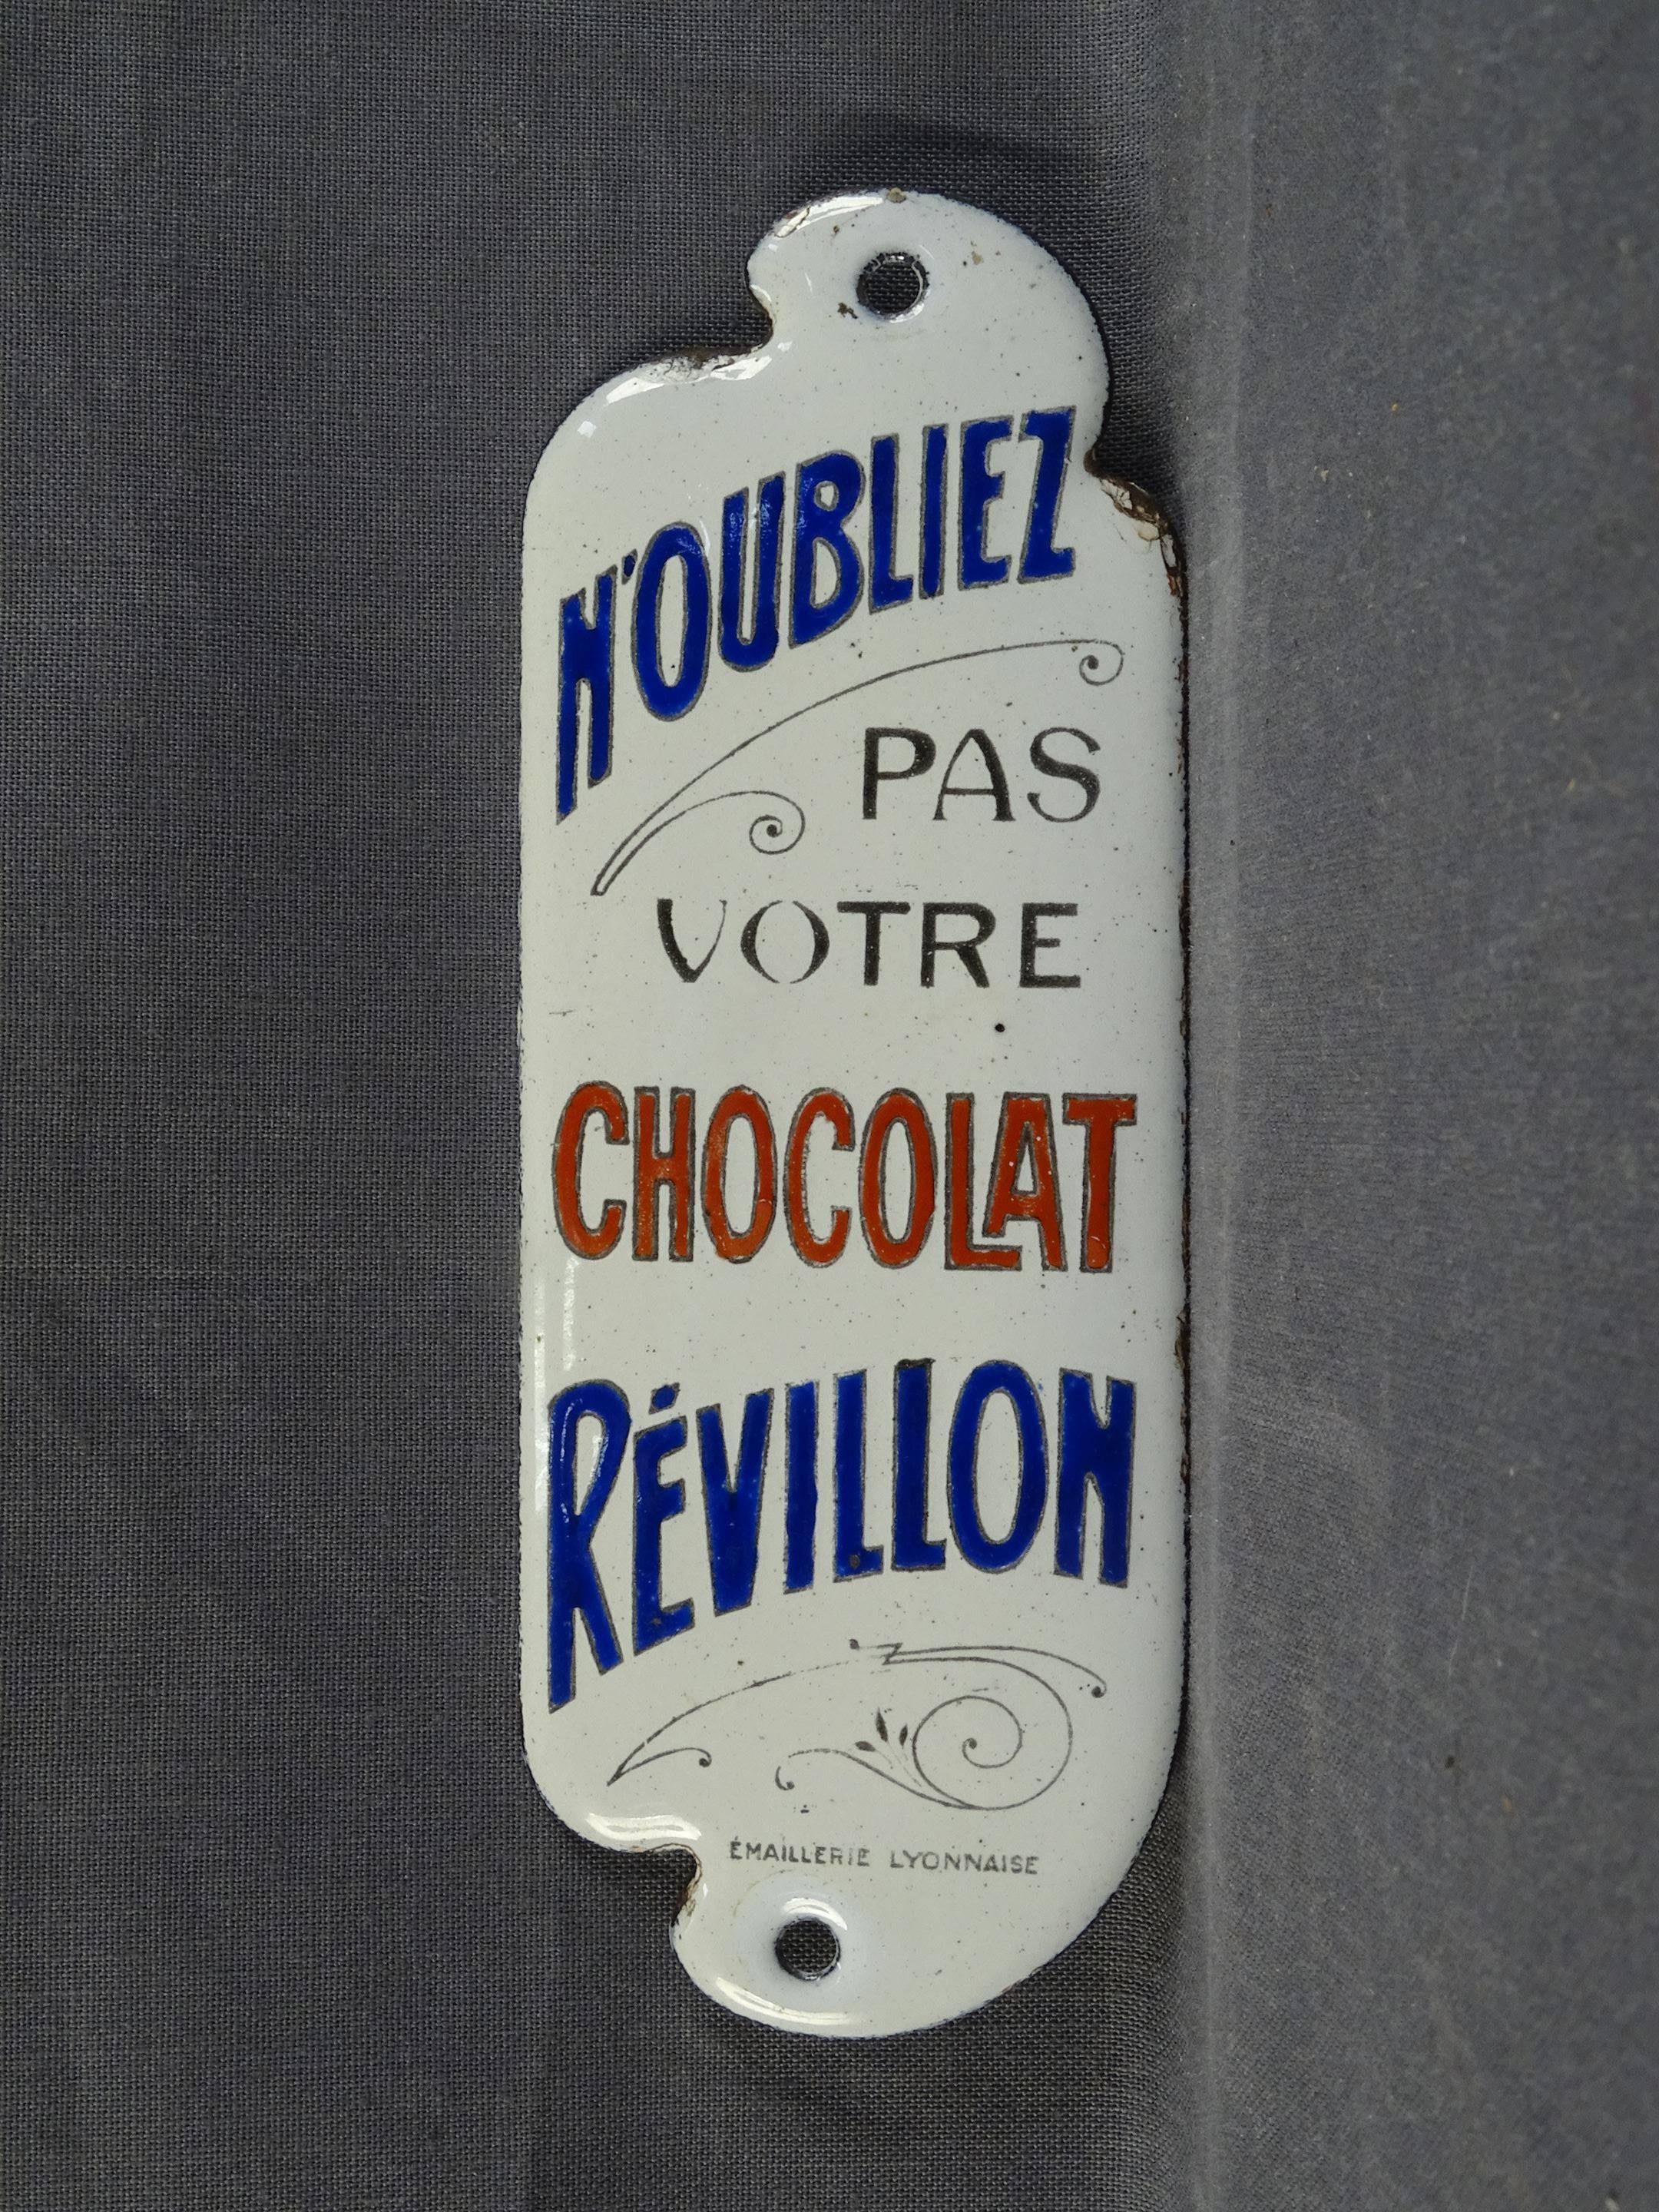 N'OUBLIEZ
PAS
VOTRE
CHOCOLAT
RÉVILLON
ÉMAILLERIE LYONNAISE